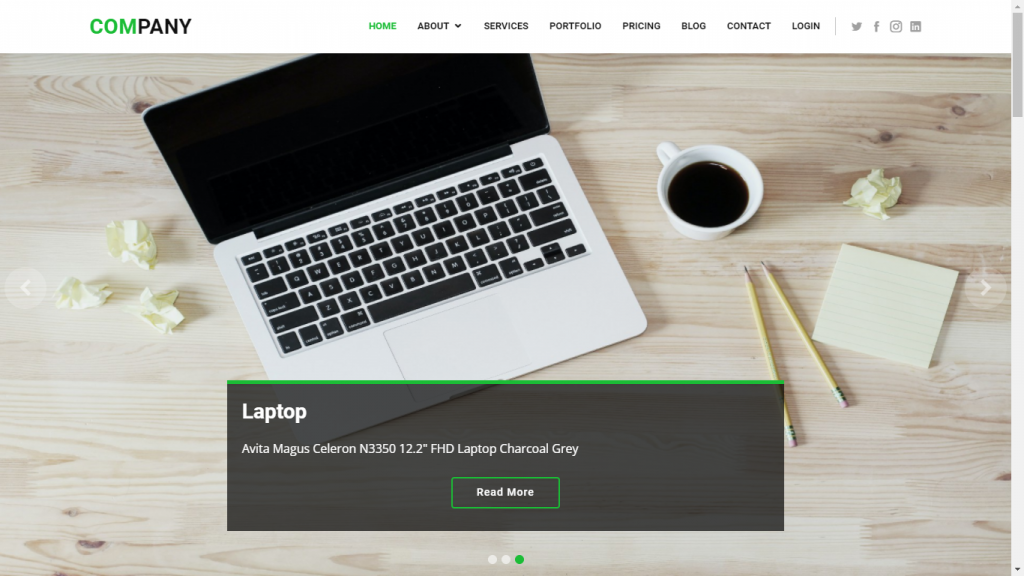 COMPANY
HOME ABOUT SERVICES PORTFOLIO PRICING BLOG CONTACT LOGIN
Laptop
Avita Magus Celeron N3350 12.2" FHD Laptop Charcoal Grey
Read More